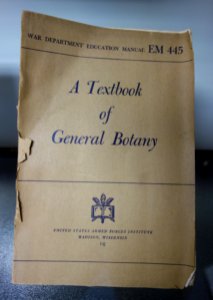 WAR DEPARTMENT EDUCATION MANUAL EM 445
A Textbook
of
General Botany
UNITED STATES ARMED FORCES INSTITUTE
MADISON, WISCONSIN